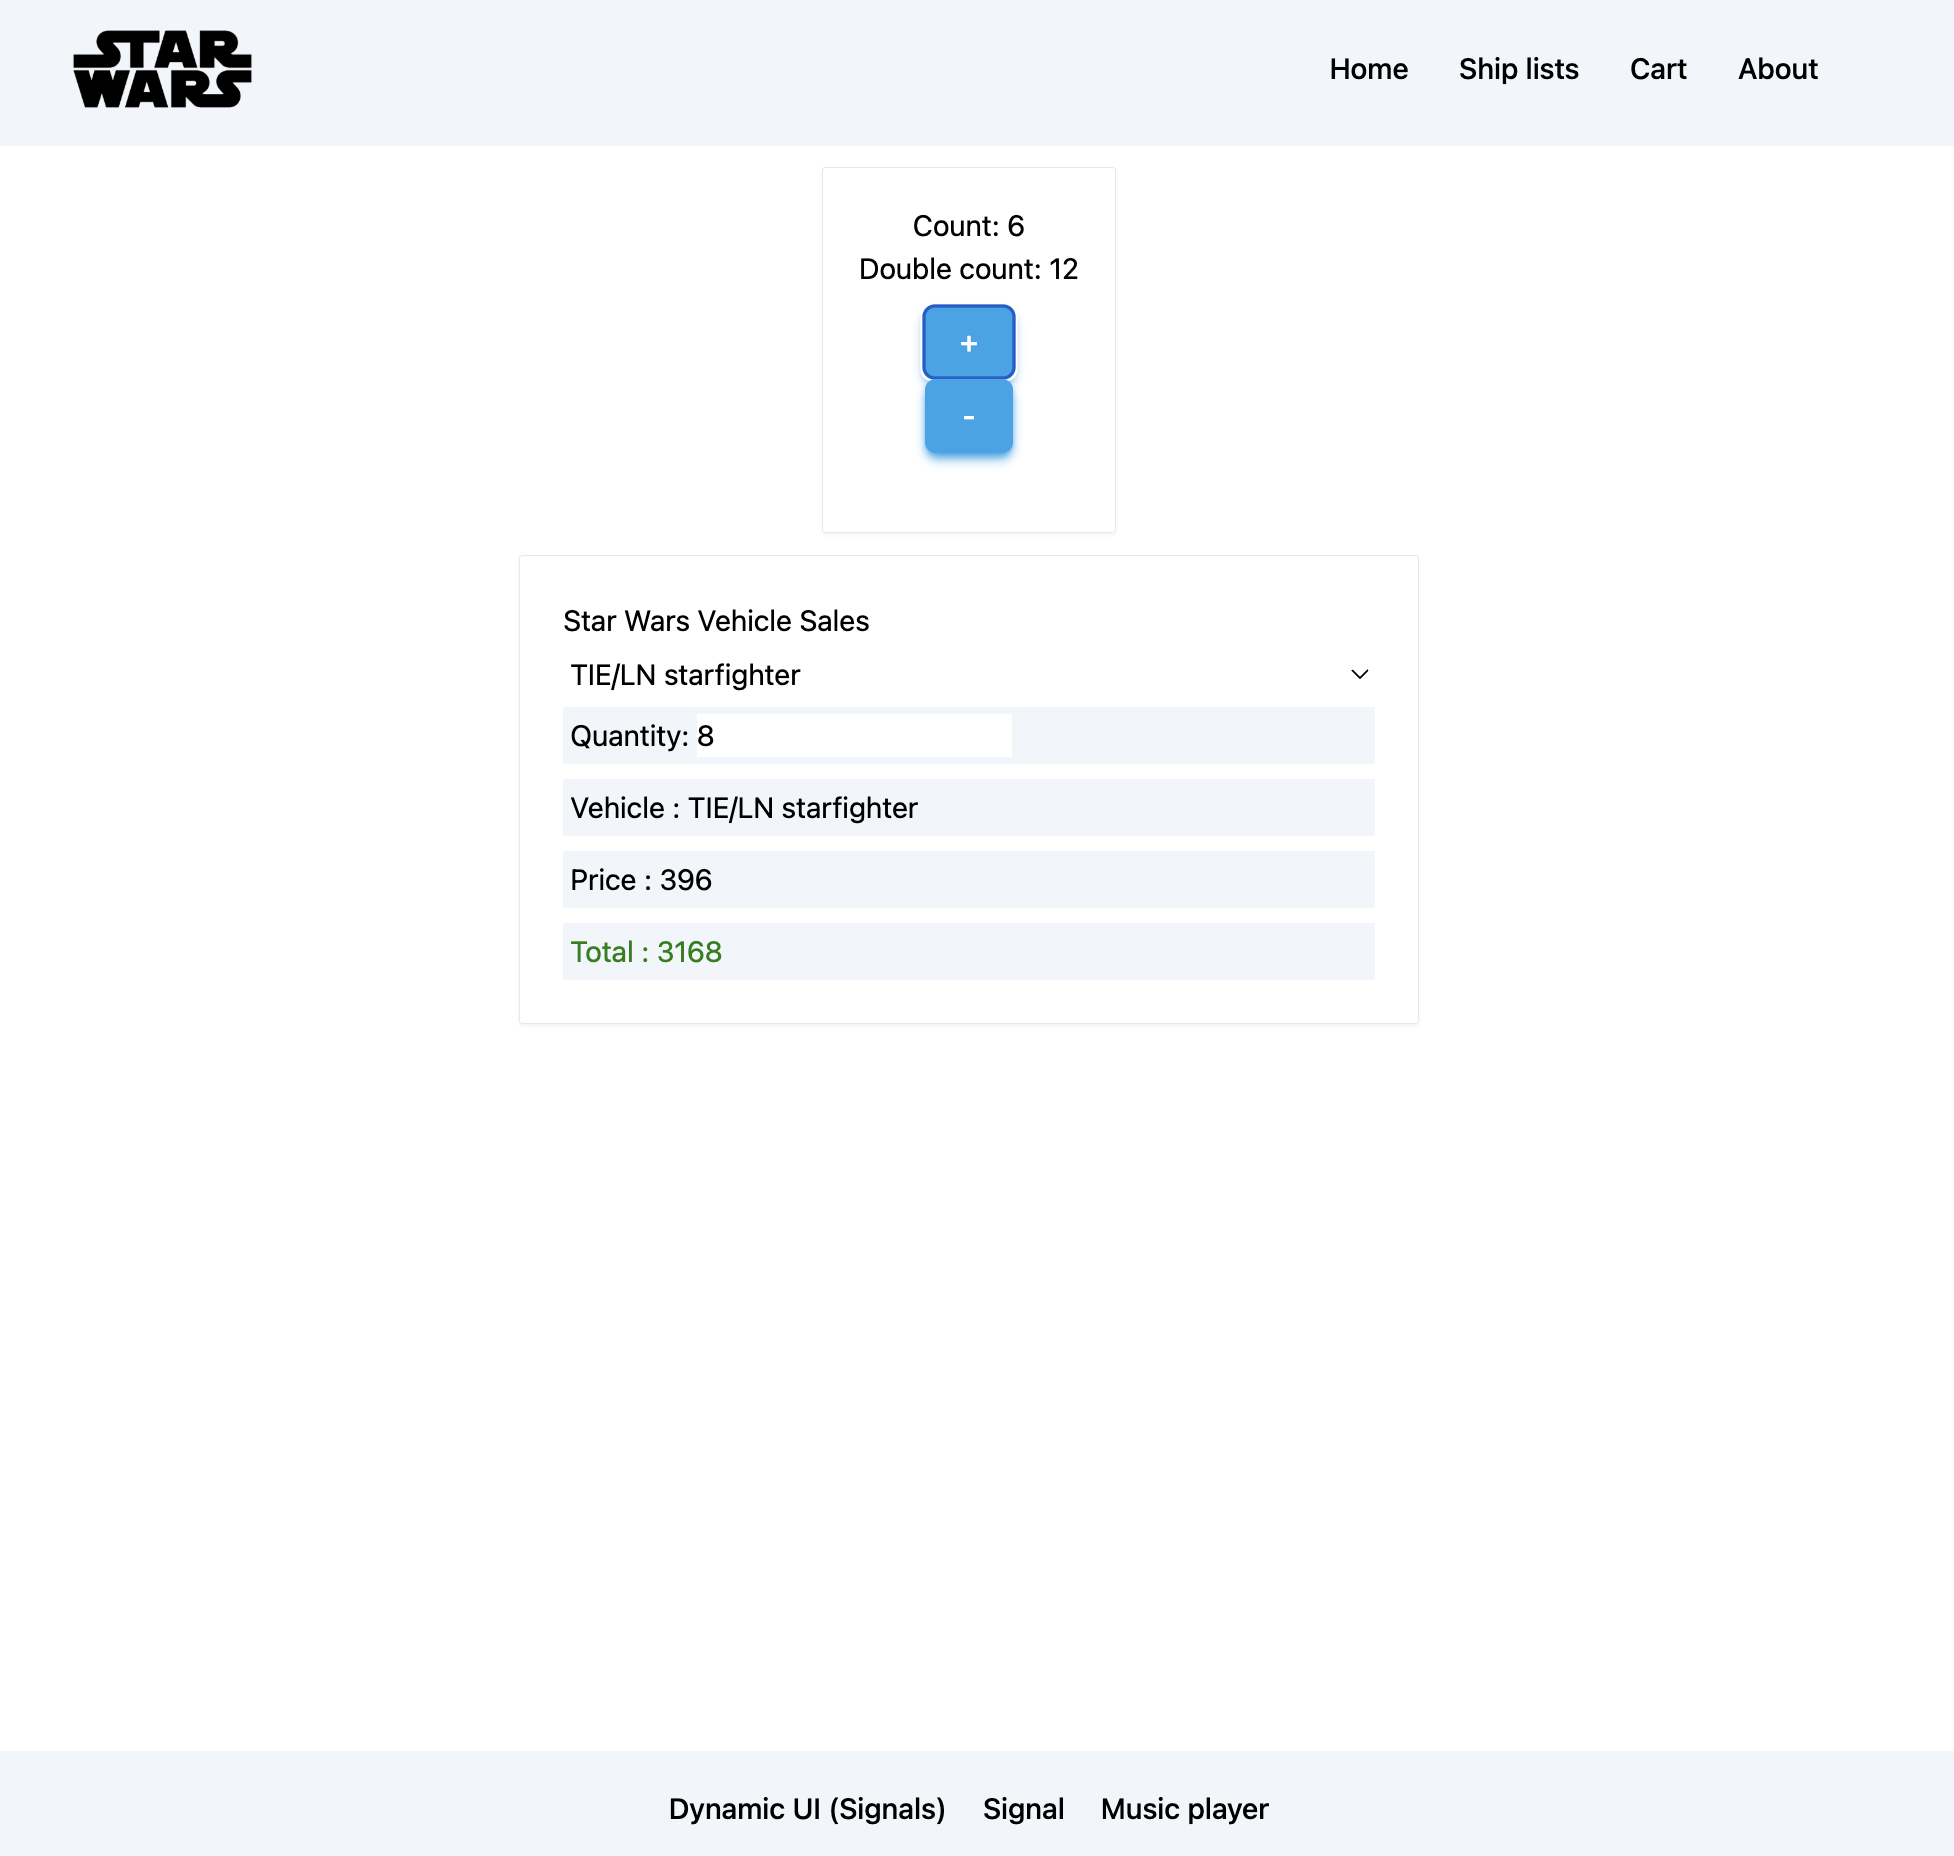 STAR
WARS
Home Ship lists Cart About
Count: 6
Double count: 12
+
-
Star Wars Vehicle Sales
TIE/LN starfighter
Quantity: 8
Vehicle : TIE/LN starfighter
Price : 396
Total : 3168
Dynamic UI (Signals) Signal Music player